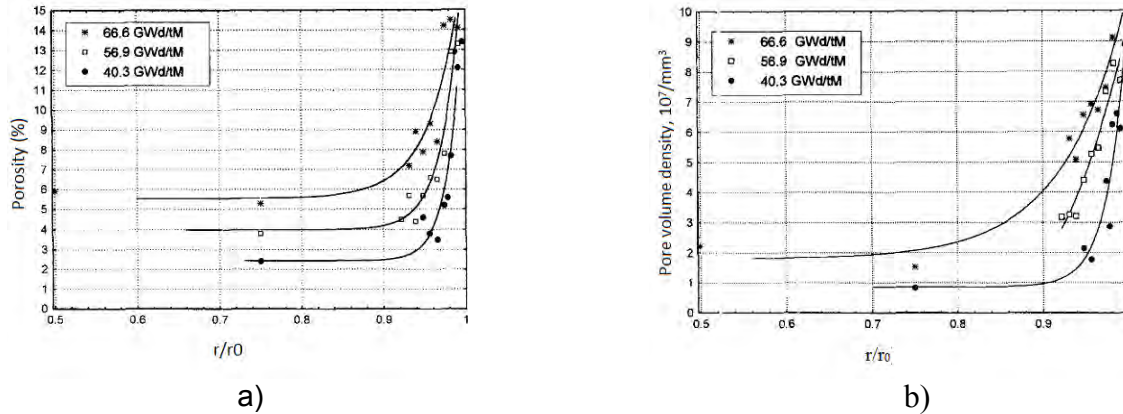 a)
66.6 GWd/tM
56.9 GWd/tM
40.3 GWd/tM
Porosity (%)
15
14
13
12
11
10
9
8
7
6
5
4
3
2
1
0
0.5
0.6
0.7
0.8
0.9
1
r/r0
a)
b)
66.6 GWd/tM
56.9 GWd/tM
40.3 GWd/tM
Pore volume density, 10⁷/mm³
10
9
8
7
6
5
4
3
2
1
0
0.5
0.6
0.7
0.8
0.9
r/r₀
b)